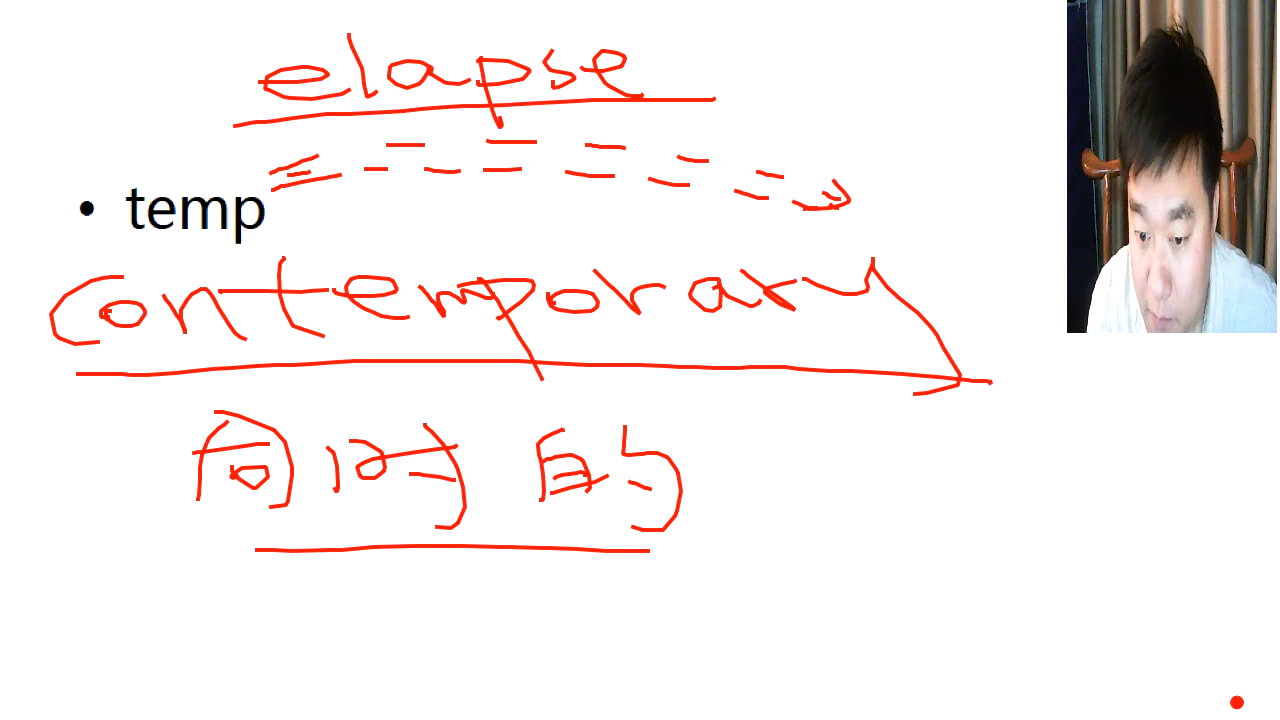 elapse
• temp
contemporary
同时的